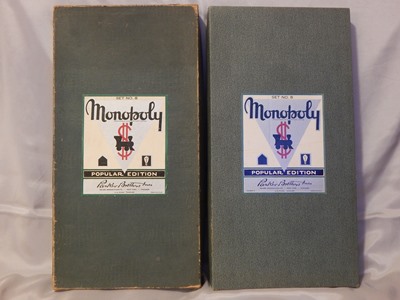 SET NO. 8
Monopoly
POPULAR EDITION
Parker Brothers Inc
SET NO. 8
Monopoly
POPULAR EDITION
Parker Brothers Inc